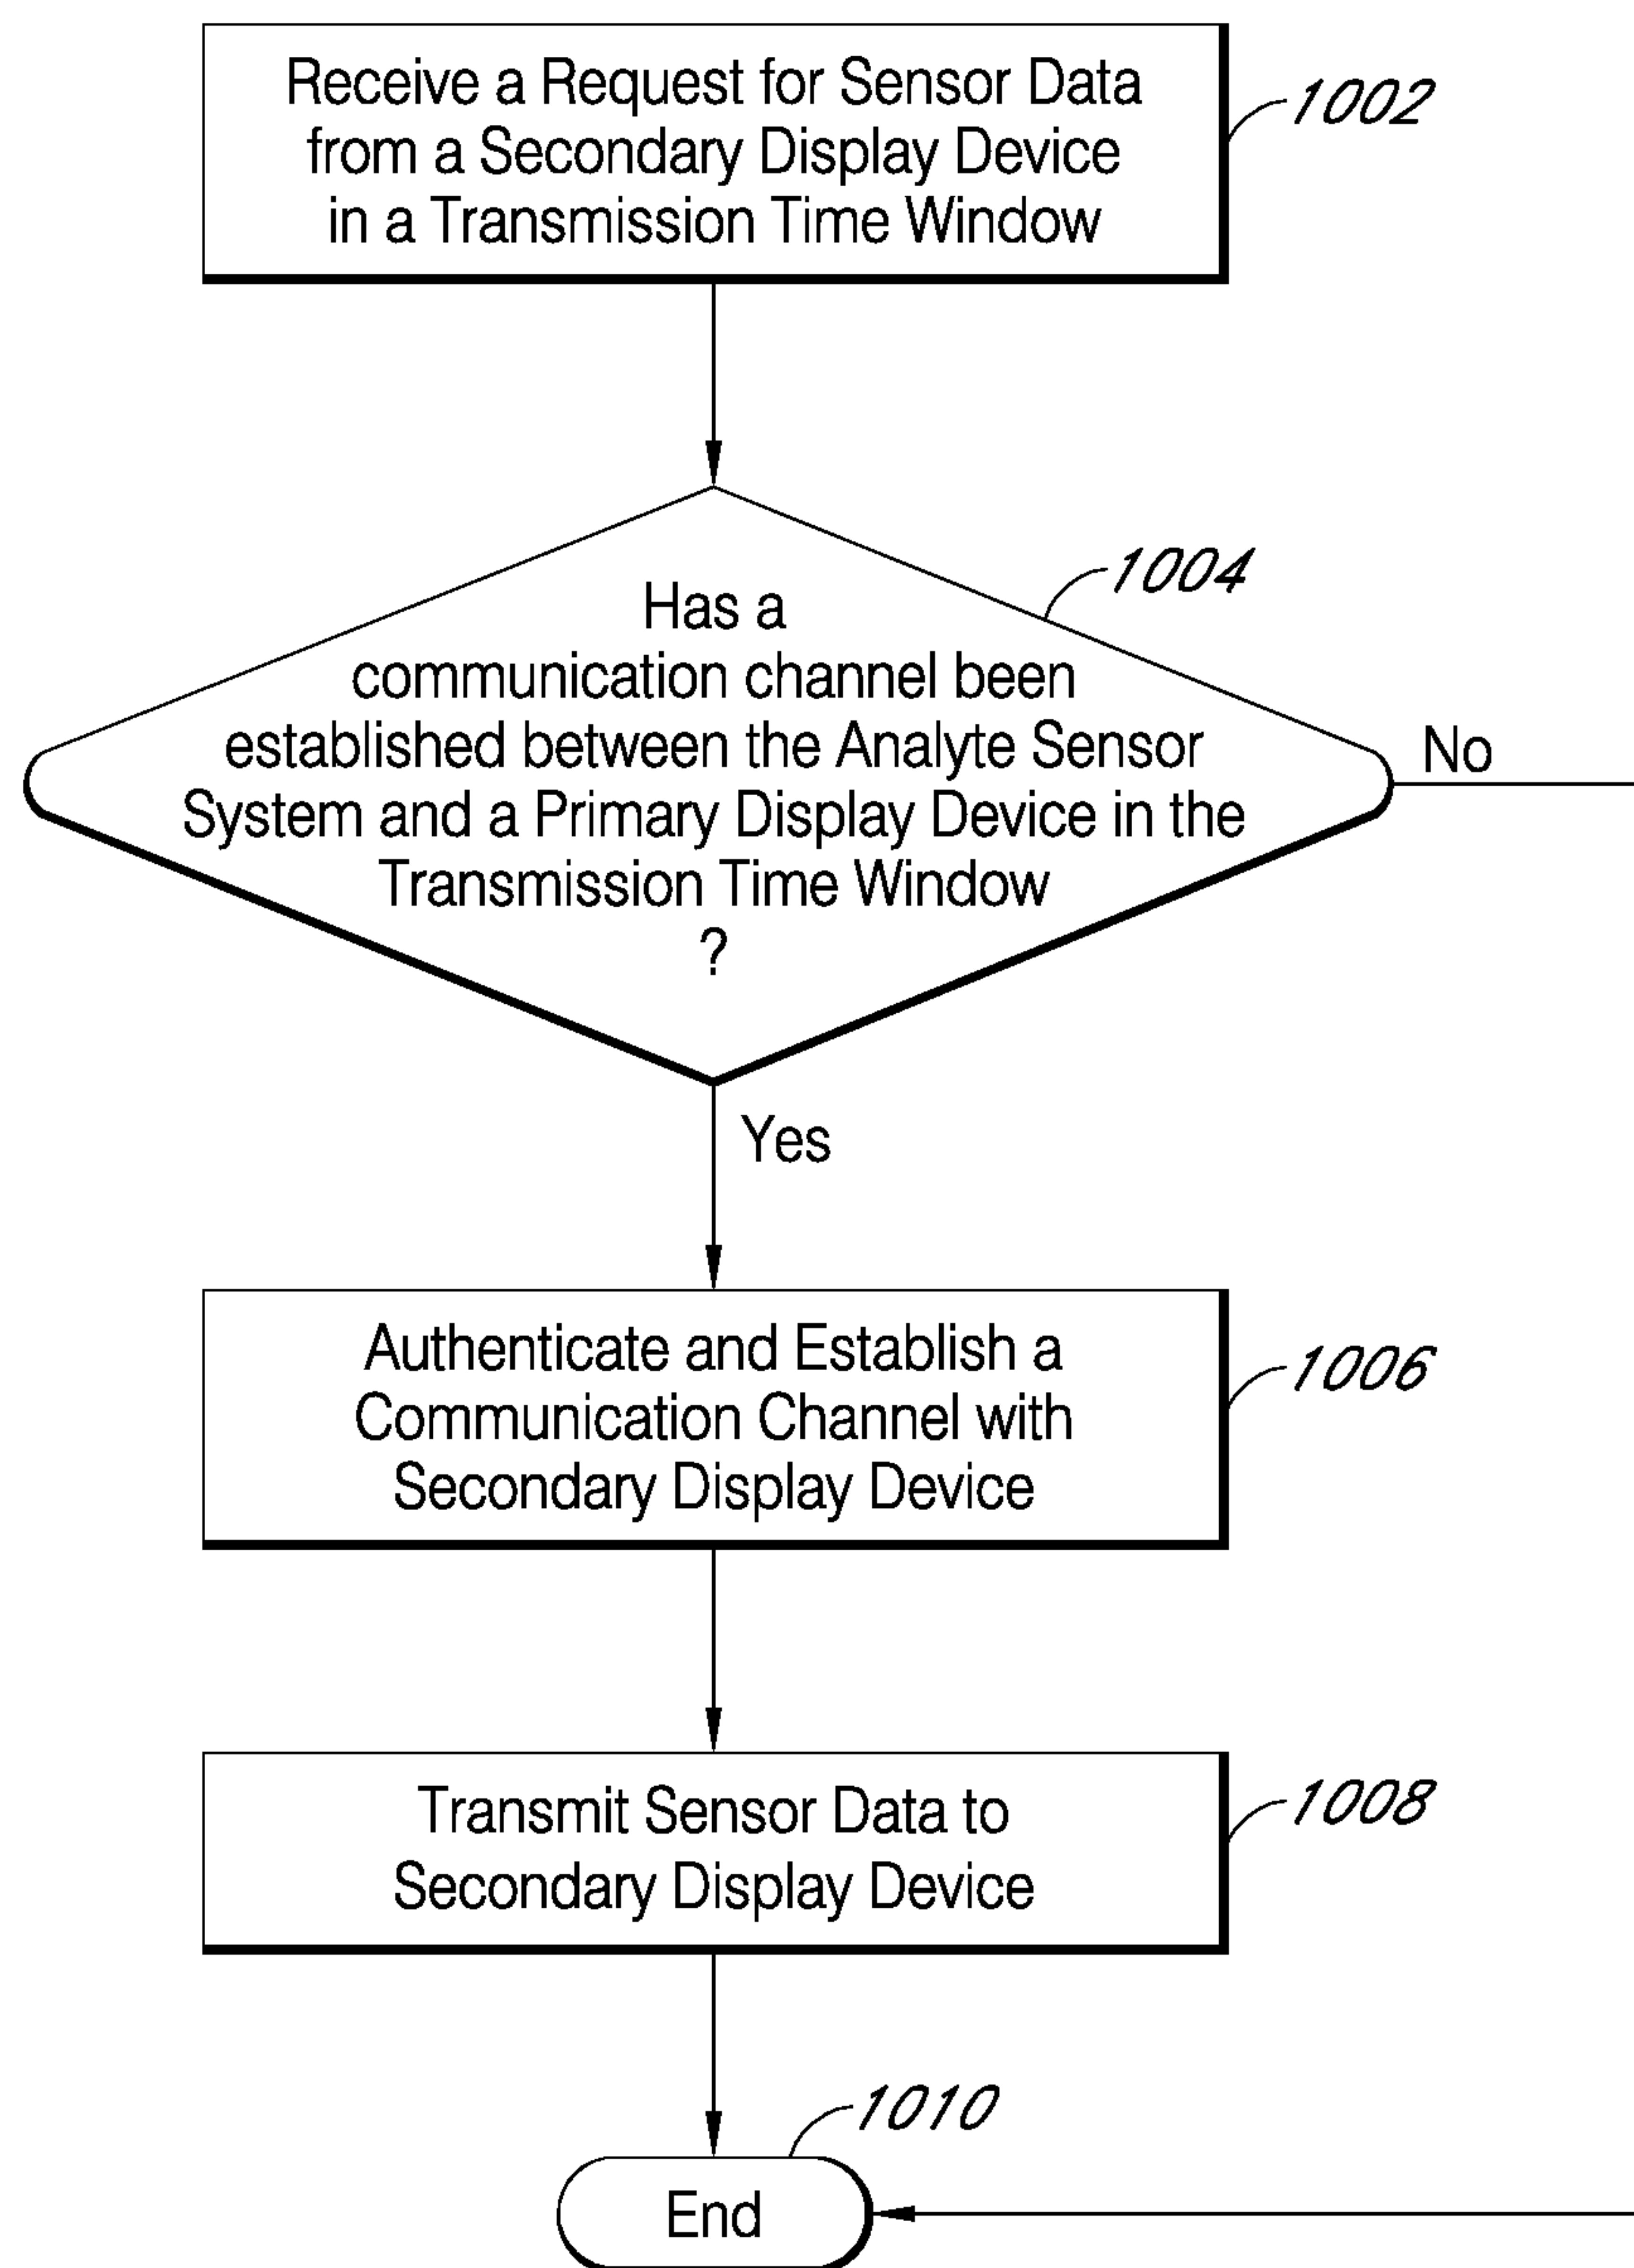 Receive a Request for Sensor Data
from a Secondary Display Device
in a Transmission Time Window
1002
Has a
communication channel been
established between the Analyte Sensor
System and a Primary Display Device in the
Transmission Time Window
?
1004
No
Yes
Authenticate and Establish a
Communication Channel with
Secondary Display Device
1006
Transmit Sensor Data to
Secondary Display Device
1008
1010
End